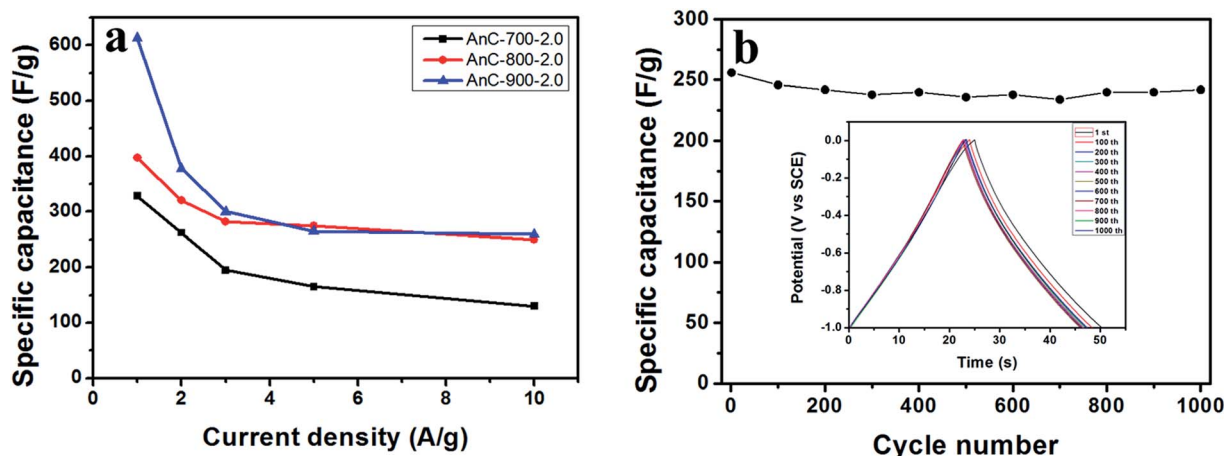 a
Specific capacitance (F/g)
600
500
400
300
200
100
0
0 2 4 6 8 10
Current density (A/g)
AnC-700-2.0
AnC-800-2.0
AnC-900-2.0
b
Specific capacitance (F/g)
300
250
200
150
100
50
0
0 200 400 600 800 1000
Cycle number
Potential (V vs SCE)
0.0
-0.2
-0.4
-0.6
-0.8
-1.0
0 10 20 30 40 50
Time (s)
1 st
100 th
200 th
300 th
400 th
500 th
600 th
700 th
800 th
900 th
1000 th